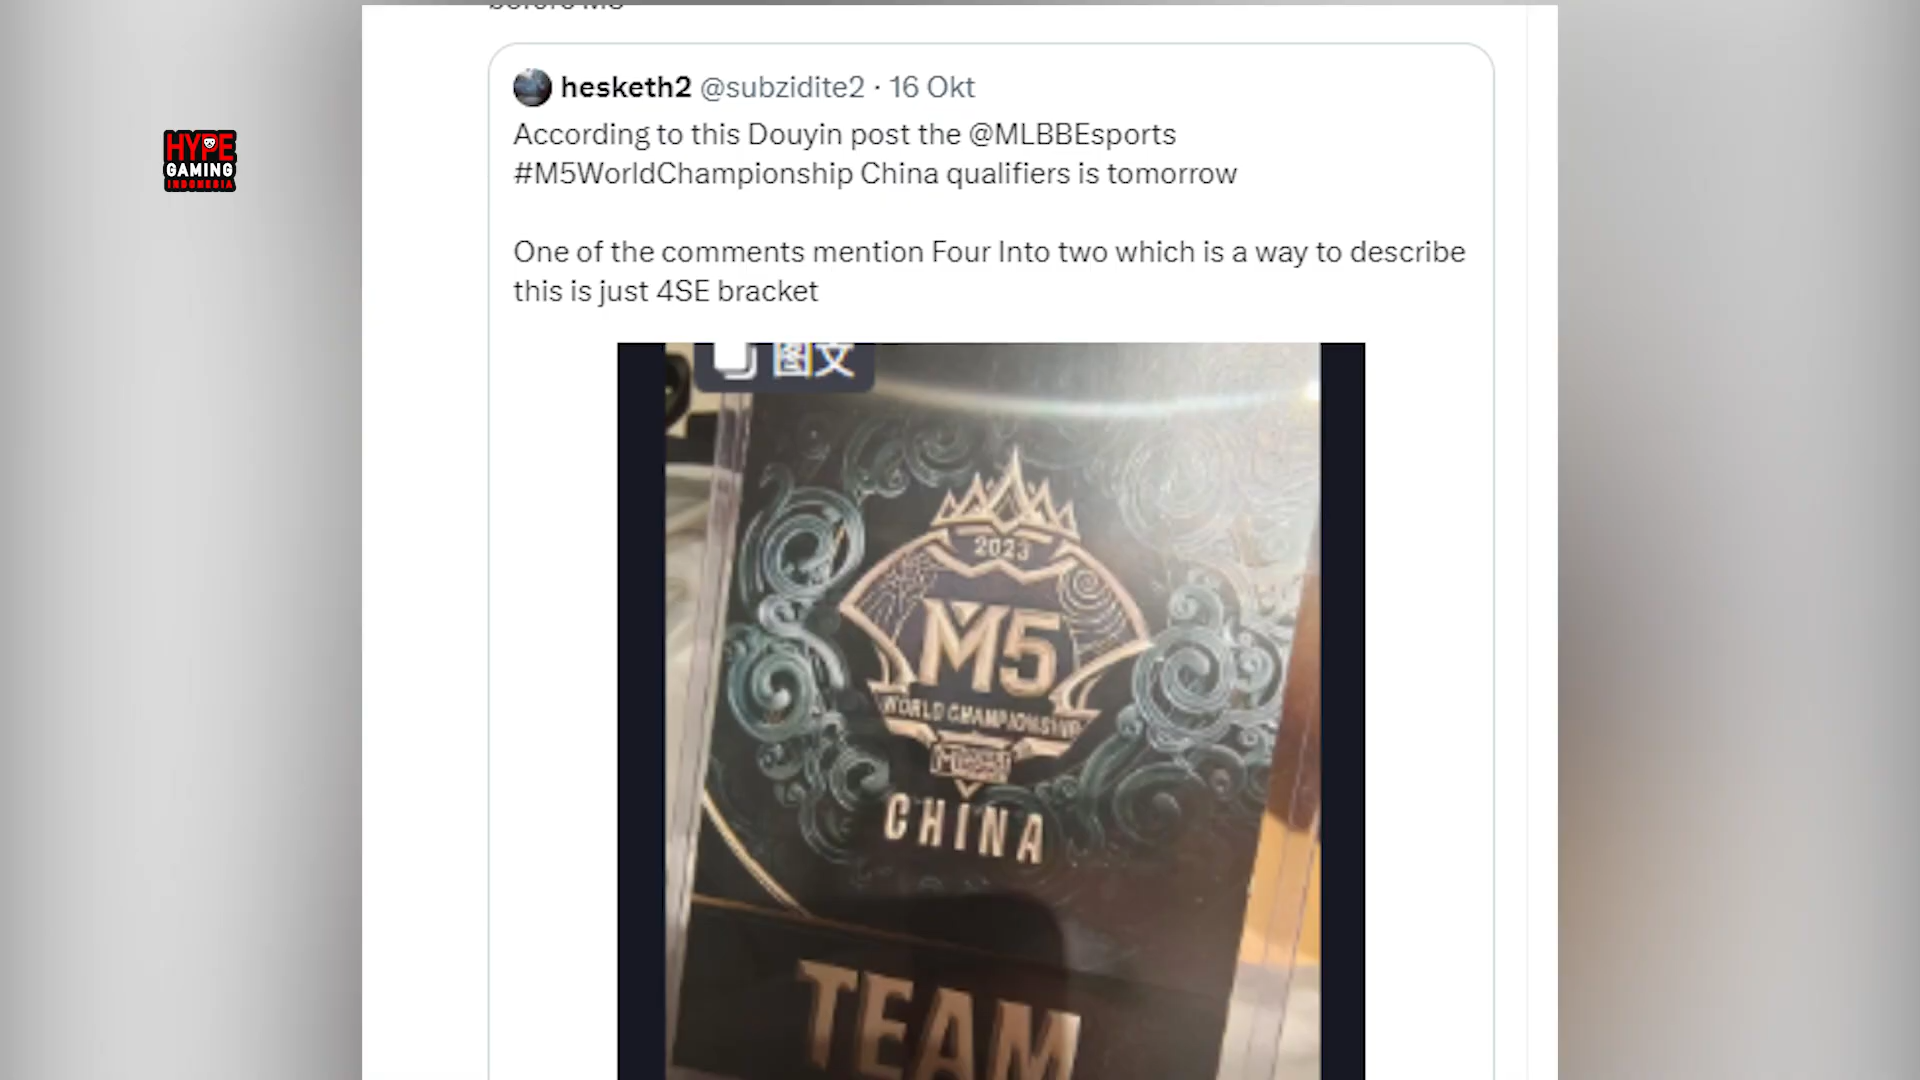 HYPE
GAMING
INDONESIA
hesketh2 @subzidite2 · 16 Okt
According to this Douyin post the @MLBBEsports
#M5WorldChampionship China qualifiers is tomorrow
One of the comments mention Four Into two which is a way to describe
this is just 4SE bracket
图文
2023
M5
WORLD CHAMPIONSHIP
CHINA
TEAM